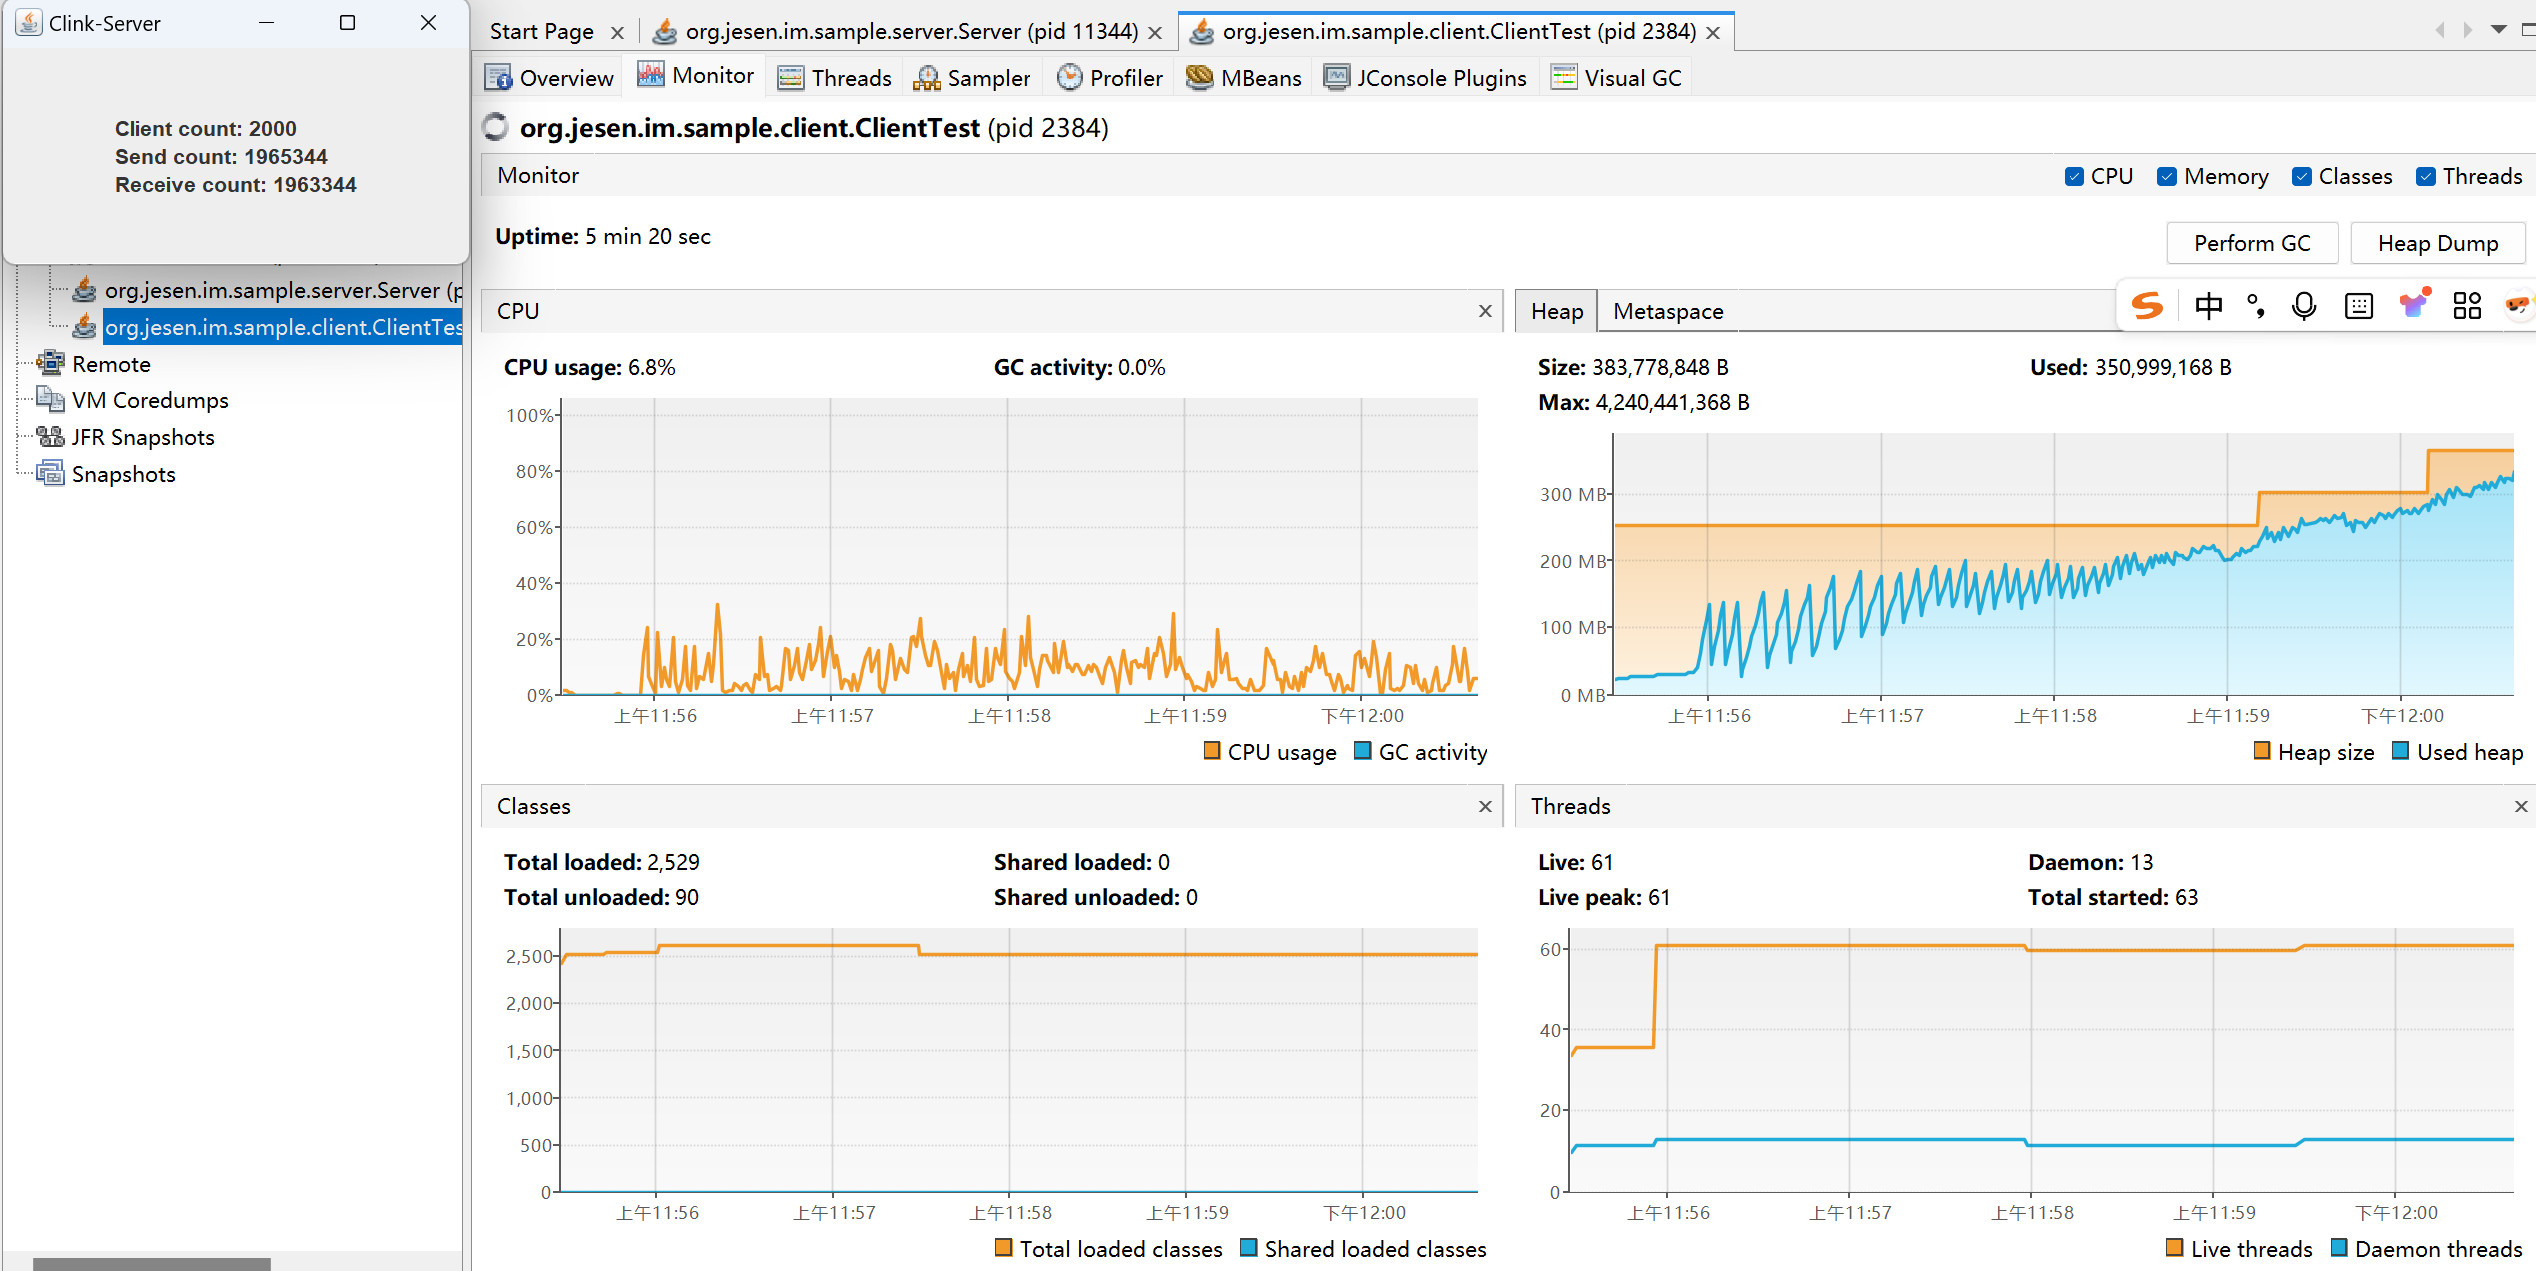 Clink-Server
Client count: 2000
Send count: 1965344
Receive count: 1963344
org.jesen.im.sample.server.Server (p
org.jesen.im.sample.client.ClientTes
Remote
VM Coredumps
JFR Snapshots
Snapshots
Start Page
org.jesen.im.sample.server.Server (pid 11344)
org.jesen.im.sample.client.ClientTest (pid 2384)
Overview
Monitor
Threads
Sampler
Profiler
MBeans
JConsole Plugins
Visual GC
org.jesen.im.sample.client.ClientTest (pid 2384)
Monitor
CPU
Memory
Classes
Threads
Uptime: 5 min 20 sec
Perform GC
Heap Dump
中
CPU
CPU usage: 6.8%
GC activity: 0.0%
100%
80%
60%
40%
20%
0%
上午11:56
上午11:57
上午11:58
上午11:59
下午12:00
CPU usage
GC activity
Heap
Metaspace
Size: 383,778,848 B
Used: 350,999,168 B
Max: 4,240,441,368 B
300 MB
200 MB
100 MB
0 MB
上午11:56
上午11:57
上午11:58
上午11:59
下午12:00
Heap size
Used heap
Classes
Total loaded: 2,529
Shared loaded: 0
Total unloaded: 90
Shared unloaded: 0
2,500
2,000
1,500
1,000
500
0
上午11:56
上午11:57
上午11:58
上午11:59
下午12:00
Total loaded classes
Shared loaded classes
Threads
Live: 61
Daemon: 13
Live peak: 61
Total started: 63
60
40
20
0
上午11:56
上午11:57
上午11:58
上午11:59
下午12:00
Live threads
Daemon threads